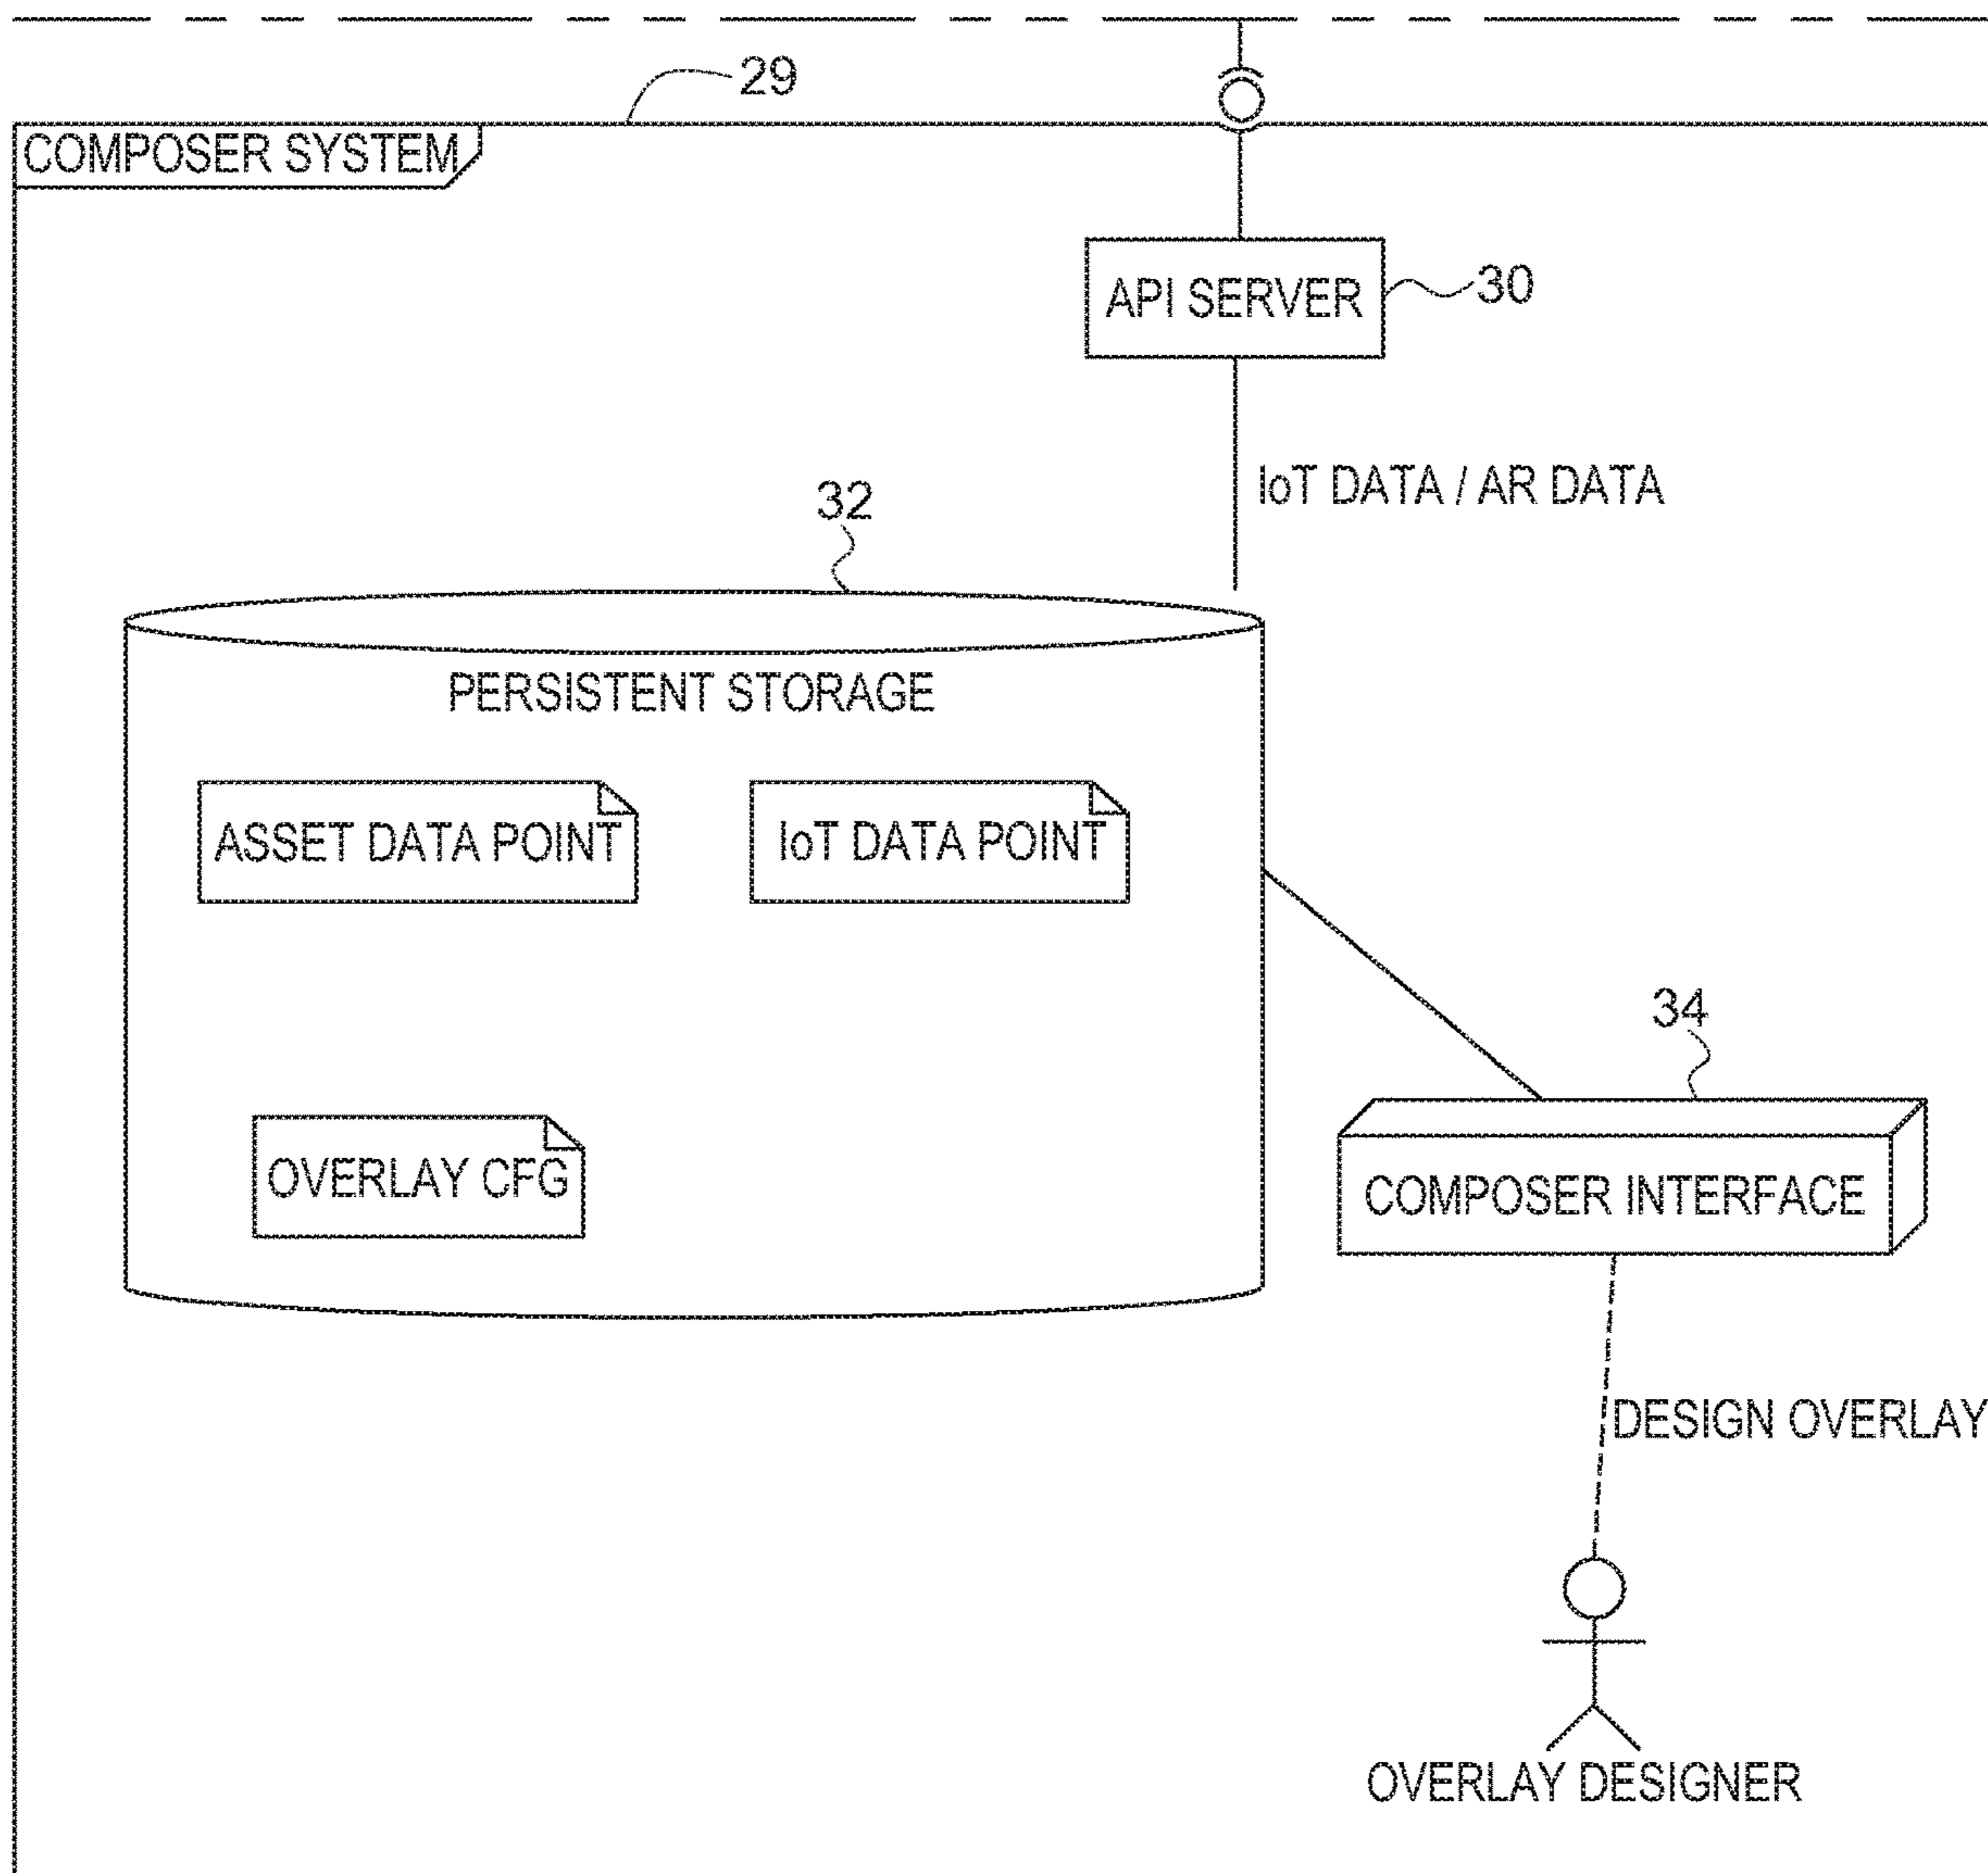 29
COMPOSER SYSTEM
API SERVER
30
IoT DATA / AR DATA
32
PERSISTENT STORAGE
ASSET DATA POINT
IoT DATA POINT
34
OVERLAY CFG
COMPOSER INTERFACE
DESIGN OVERLAY
OVERLAY DESIGNER